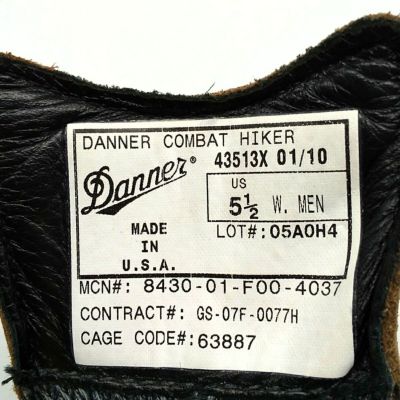 DANNER COMBAT HIKER
Danner® 43513X 01/10
US
5½ W. MEN
MADE
IN
U.S.A.
LOT#:05A0H4
MCN#: 8430-01-F00-4037
CONTRACT#: GS-07F-0077H
CAGE CODE#:63887